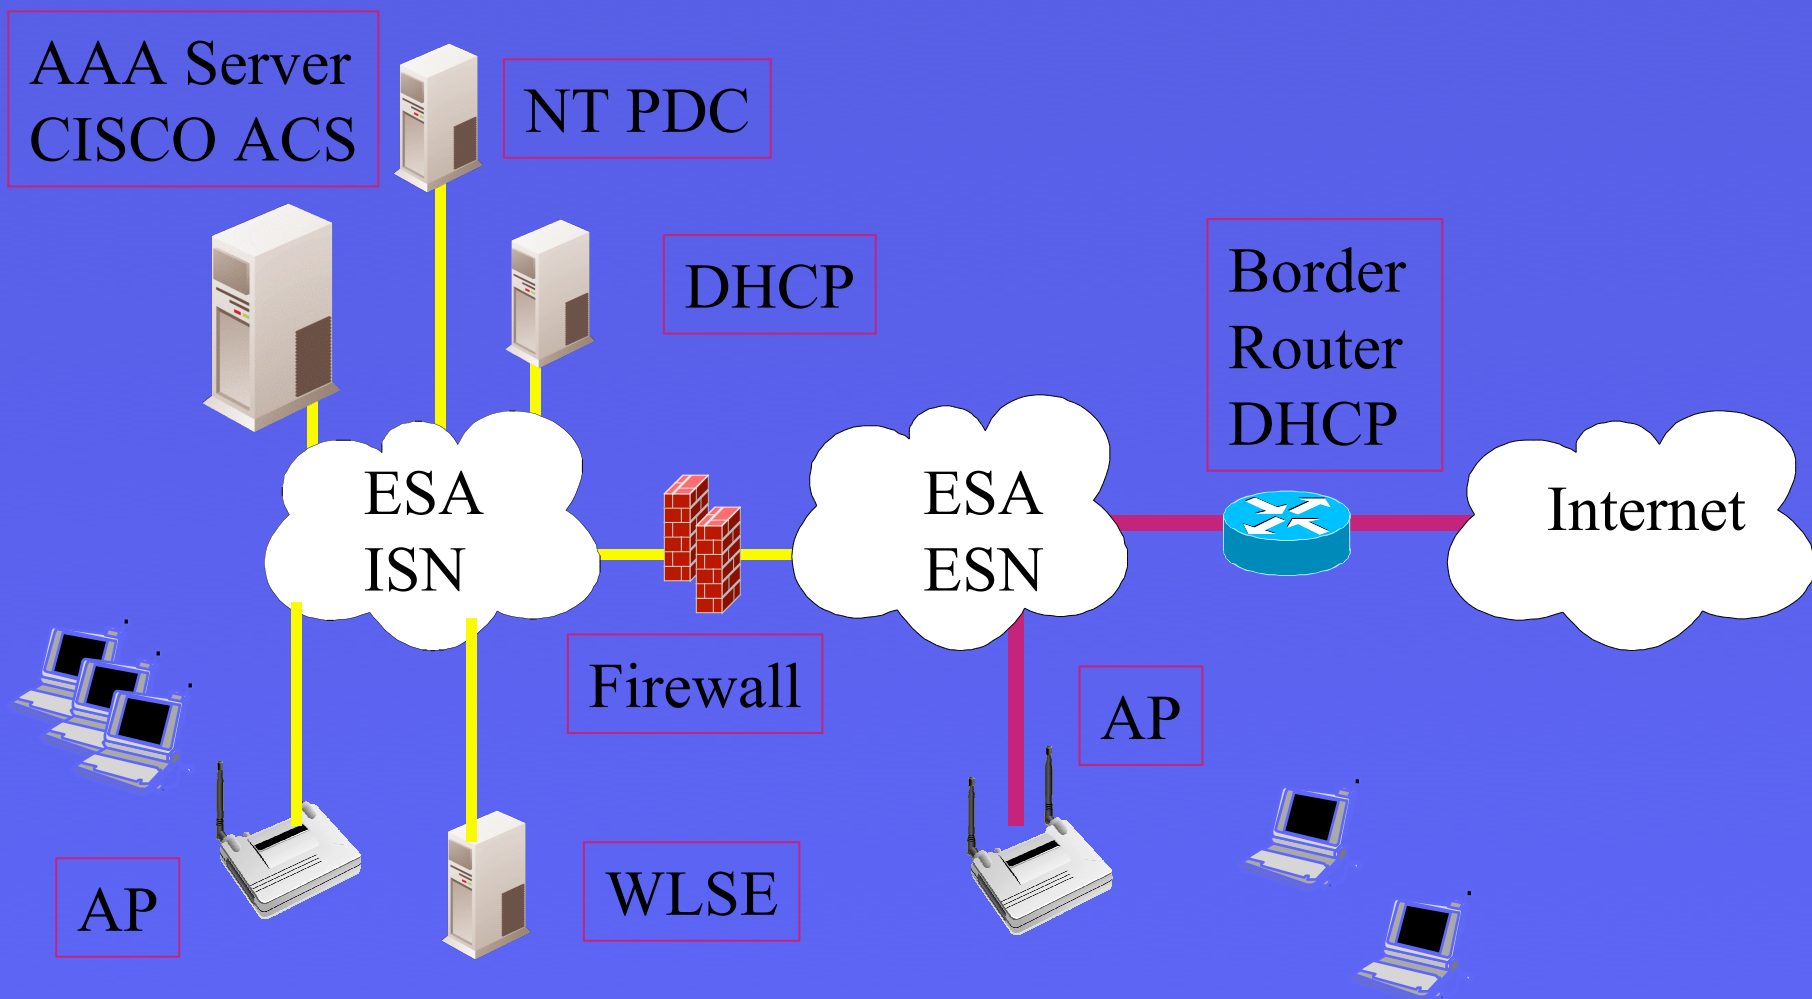 AAA Server
CISCO ACS
NT PDC
DHCP
Border
Router
DHCP
ESA
ISN
ESA
ESN
Internet
Firewall
AP
AP
WLSE